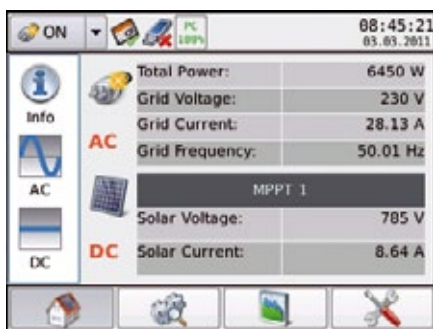 ON PC 100% 08:45:21
03.03.2011
Info
AC
DC
AC
Total Power: 6450 W
Grid Voltage: 230 V
Grid Current: 28.13 A
Grid Frequency: 50.01 Hz
MPPT 1
DC
Solar Voltage: 785 V
Solar Current: 8.64 A